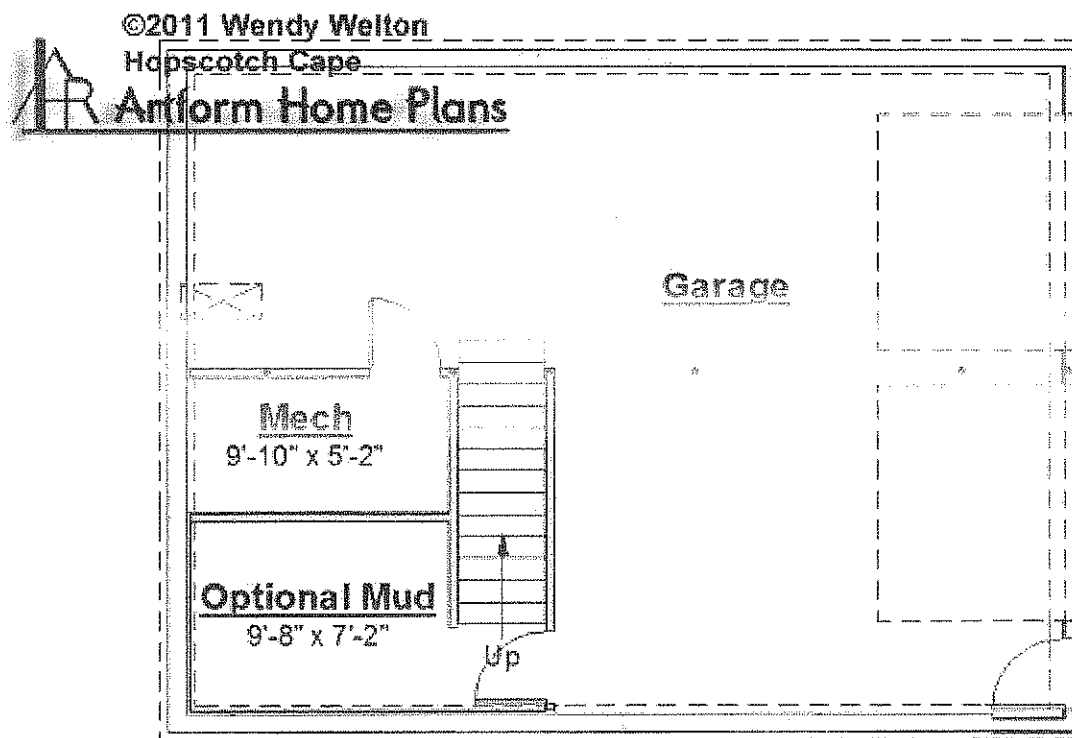 ©2011 Wendy Welton
Hopscotch Cape
Artform Home Plans
Garage
Mech
9'-10" x 5'-2"
Optional Mud
9'-8" x 7'-2"
Up